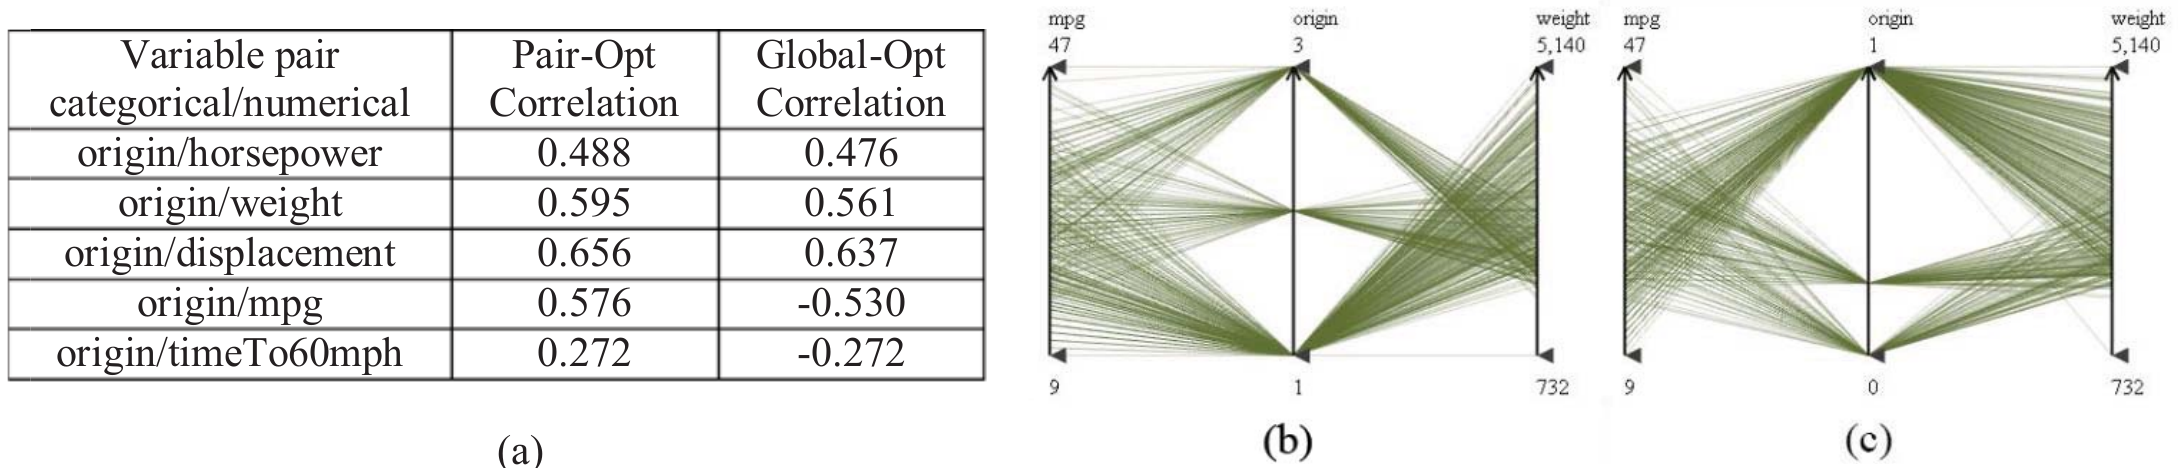 Variable pair categorical/numerical Pair-Opt Correlation Global-Opt Correlation
origin/horsepower 0.488 0.476
origin/weight 0.595 0.561
origin/displacement 0.656 0.637
origin/mpg 0.576 -0.530
origin/timeTo60mph 0.272 -0.272
(a)
mpg origin weight
47 3 5,140
9 1 732
(b)
mpg origin weight
47 1 5,140
9 0 732
(c)